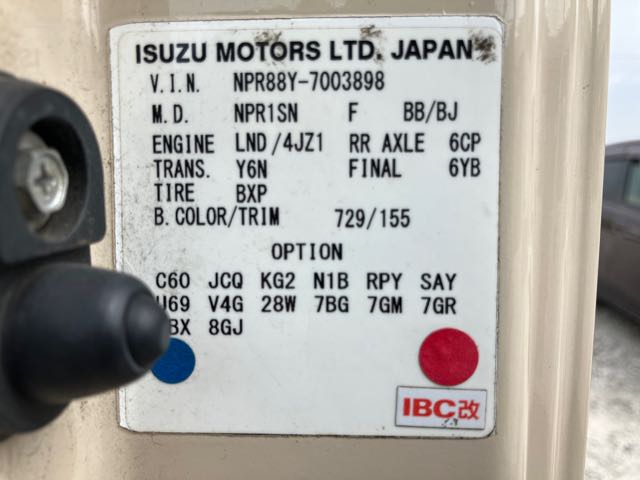 ISUZU MOTORS LTD. JAPAN
V.I.N. NPR88Y-7003898
M.D. NPR1SN F BB/BJ
ENGINE LND/4JZ1 RR AXLE 6CP
TRANS. Y6N FINAL 6YB
TIRE BXP
B.COLOR/TRIM 729/155
OPTION
C60 JCQ KG2 N1B RPY SAY
V4G 28W 7BG 7GM 7GR
8GJ
IBC改